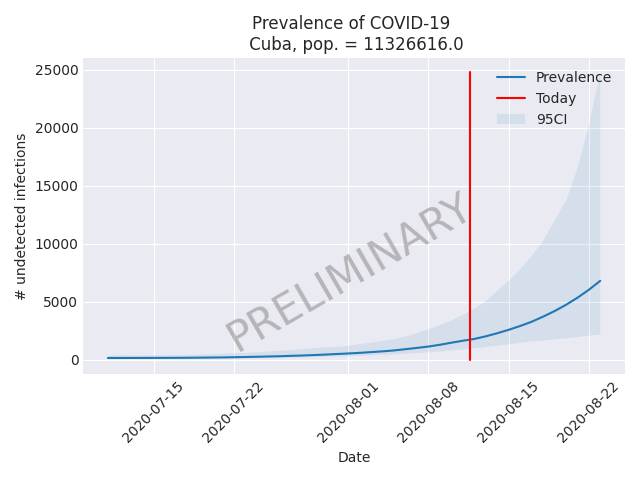 Prevalence of COVID-19
Cuba, pop. = 11326616.0
25000
20000
15000
10000
5000
0
# undetected infections
Prevalence
Today
95CI
PRELIMINARY
2020-07-15
2020-07-22
2020-08-01
2020-08-08
2020-08-15
2020-08-22
Date